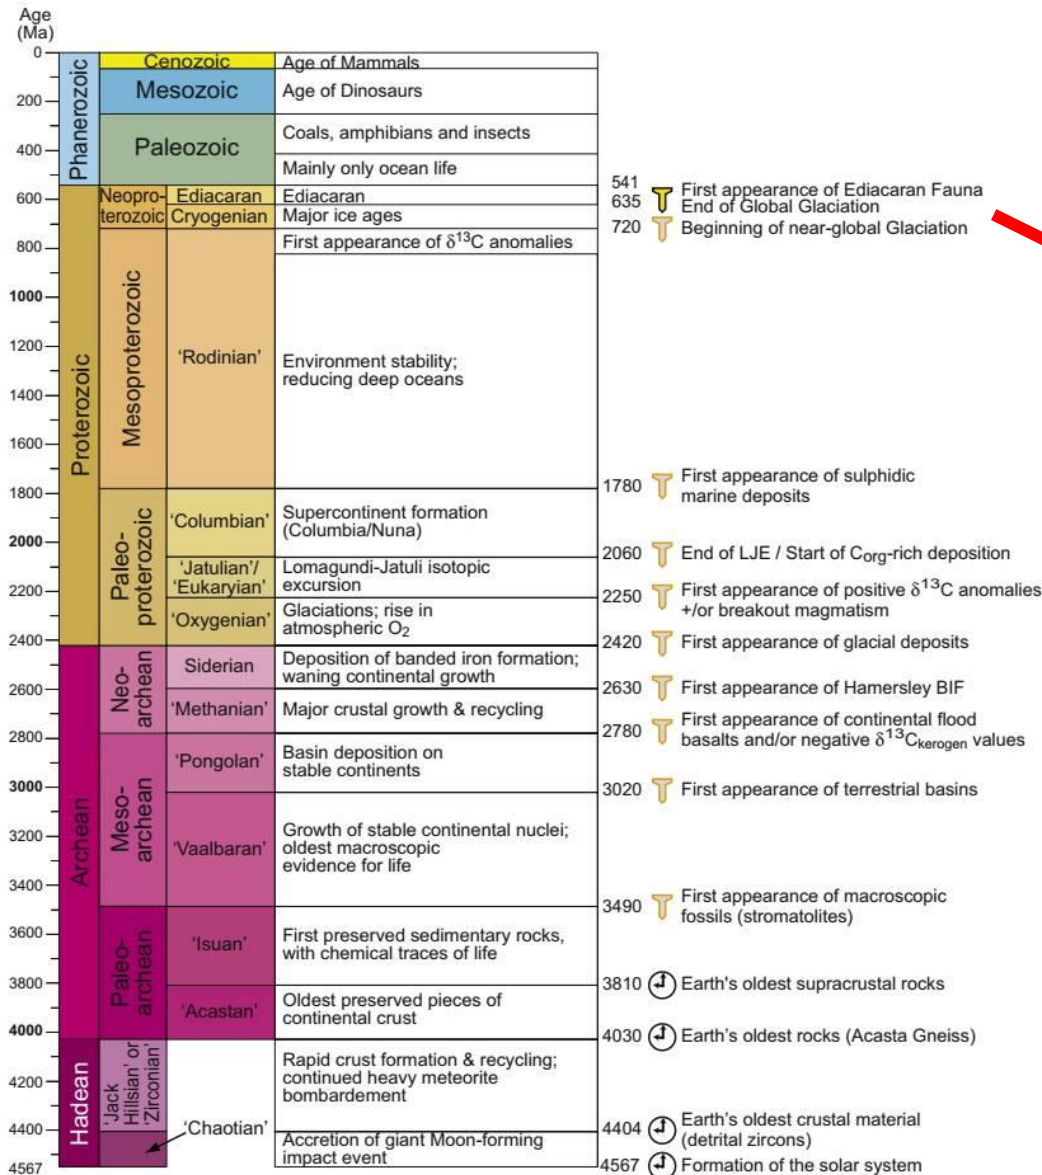 Age
(Ma)
0
200
400
600
800
1000
1200
1400
1600
1800
2000
2200
2400
2600
2800
3000
3200
3400
3600
3800
4000
4200
4400
4567
Phanerozoic
Proterozoic
Archean
Hadean
Cenozoic
Age of Mammals
Mesozoic
Age of Dinosaurs
Paleozoic
Coals, amphibians and insects
Mainly only ocean life
Neopro-
terozoic
Ediacaran
Ediacaran
Cryogenian
Major ice ages
Mesoproterozoic
'Rodinian'
First appearance of δ¹³C anomalies
Environment stability;
reducing deep oceans
Paleo-
proterozoic
'Columbian'
Supercontinent formation
(Columbia/Nuna)
'Jatulian'/
'Eukaryian'
Lomagundi-Jatuli isotopic
excursion
'Oxygenian'
Glaciations; rise in
atmospheric O₂
Neo-
archean
Siderian
Deposition of banded iron formation;
waning continental growth
'Methanian'
Major crustal growth & recycling
Meso-
archean
'Pongolan'
Basin deposition on
stable continents
'Vaalbaran'
Growth of stable continental nuclei;
oldest macroscopic
evidence for life
Paleo-
archean
'Isuan'
First preserved sedimentary rocks,
with chemical traces of life
'Acastan'
Oldest preserved pieces of
continental crust
'Jack
Hillsian' or
'Zirconian'
Rapid crust formation & recycling;
continued heavy meteorite
bombardement
'Chaotian'
Accretion of giant Moon-forming
impact event
541
First appearance of Ediacaran Fauna
635
End of Global Glaciation
720
Beginning of near-global Glaciation
1780
First appearance of sulphidic
marine deposits
2060
End of LJE / Start of Corg-rich deposition
2250
First appearance of positive δ¹³C anomalies
+/or breakout magmatism
2420
First appearance of glacial deposits
2630
First appearance of Hamersley BIF
2780
First appearance of continental flood
basalts and/or negative δ¹³Ckerogen values
3020
First appearance of terrestrial basins
3490
First appearance of macroscopic
fossils (stromatolites)
3810
Earth's oldest supracrustal rocks
4030
Earth's oldest rocks (Acasta Gneiss)
4404
Earth's oldest crustal material
(detrital zircons)
4567
Formation of the solar system